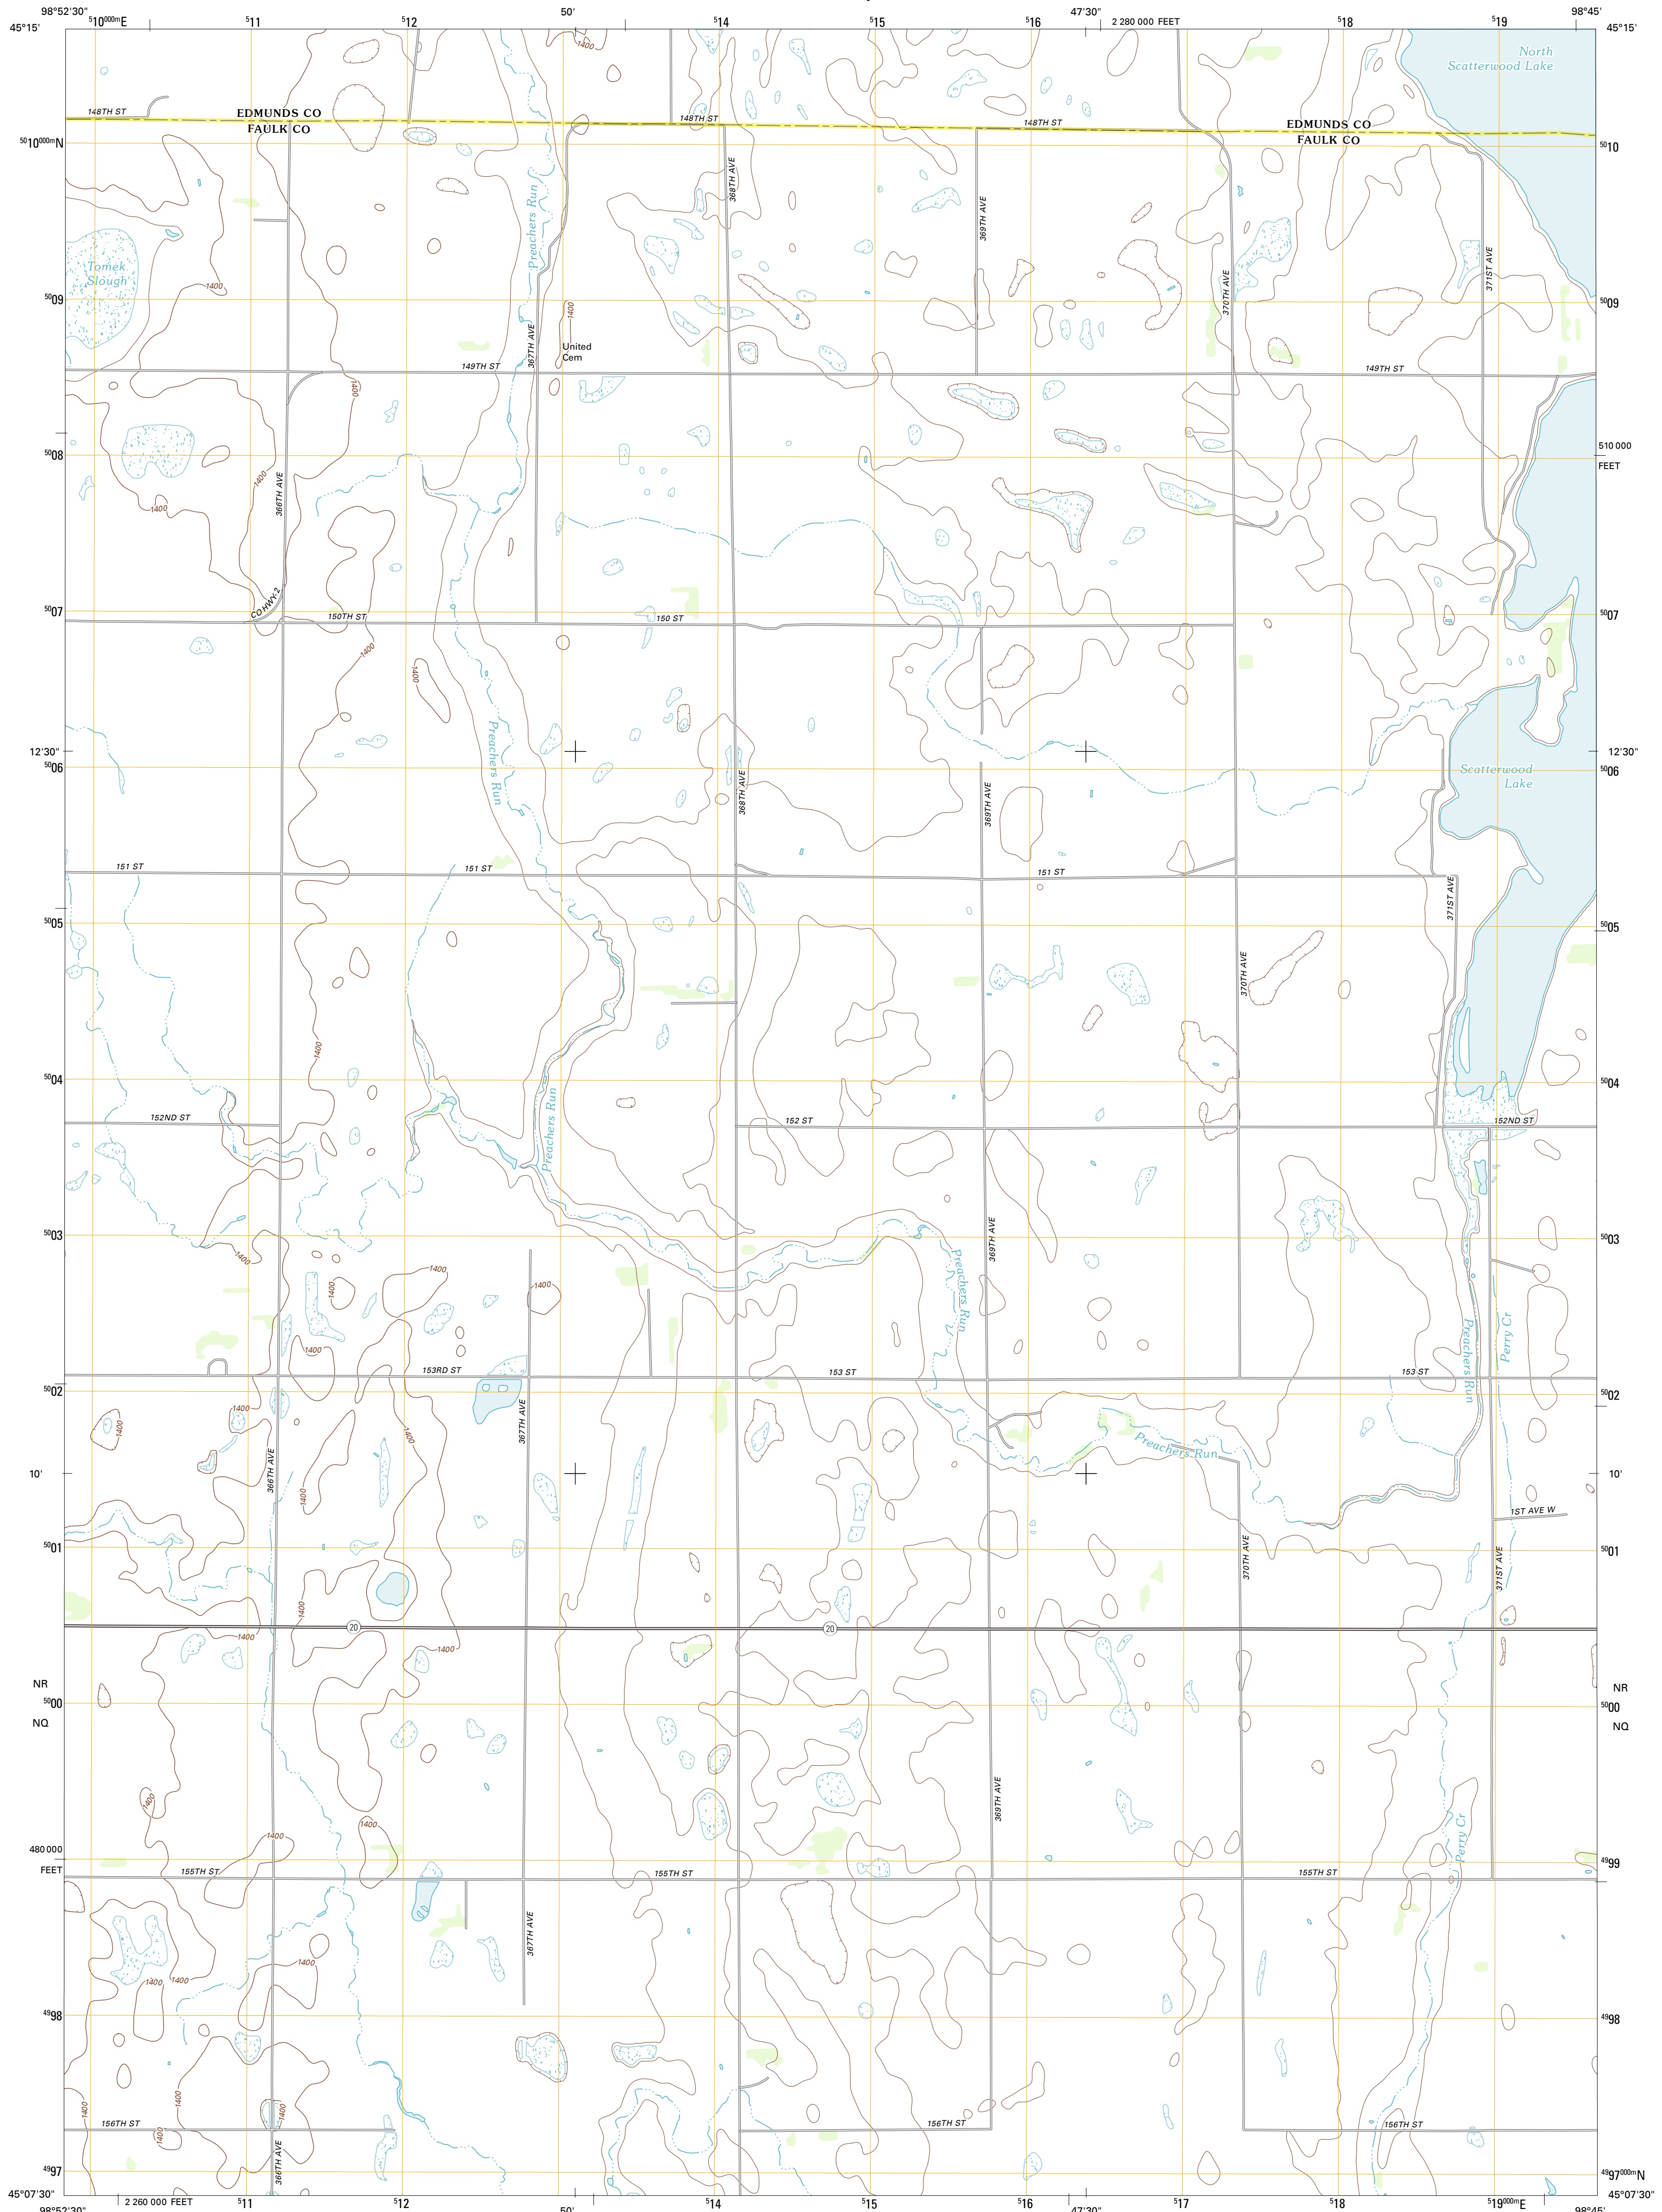 98°52'30"
510000mE
511
512
50'
514
515
516
47'30"
2 280 000 FEET
518
519
98°45'
45°15'
45°15'
1400
North
Scatterwood Lake
148TH ST
EDMUNDS CO
FAULK CO
148TH ST
148TH ST
EDMUNDS CO
FAULK CO
5010000mN
5010
368TH AVE
Preachers Run
369TH AVE
371ST AVE
370TH AVE
Tomek
Slough
1400
5009
1400
5009
367TH AVE
United
Cem
149TH ST
149TH ST
1400
510 000
FEET
5008
1400
366TH AVE
1400
CO HWY 2
5007
150TH ST
150 ST
5007
1400
1400
Preachers Run
12'30"
12'30"
5006
368TH AVE
369TH AVE
Scatterwood
Lake
5006
151 ST
151 ST
151 ST
371ST AVE
5005
5005
370TH AVE
1400
5004
5004
152ND ST
Preachers Run
152 ST
152ND ST
5003
1400
369TH AVE
5003
1400
1400
1400
Preachers Run
Preachers Run
Perry Cr
1400
153RD ST
153 ST
153 ST
5002
5002
1400
1400
1400
367TH AVE
366TH AVE
Preachers Run
10'
10'
1400
1ST AVE W
5001
370TH AVE
371ST AVE
5001
1400
20
20
1400
1400
NR
NR
5000
5000
NQ
NQ
1400
369TH AVE
1400
1400
Perry Cr
480 000
FEET
4999
155TH ST
155TH ST
155TH ST
367TH AVE
1400
1400
1400
4998
4998
1400
1400
1400
156TH ST
1400
156TH ST
156TH ST
366TH AVE
4997
4997000mN
45°07'30"
45°07'30"
2 260 000 FEET
511
512
514
515
516
517
518
519000mE
98°52'30"
50'
47'30"
98°45'